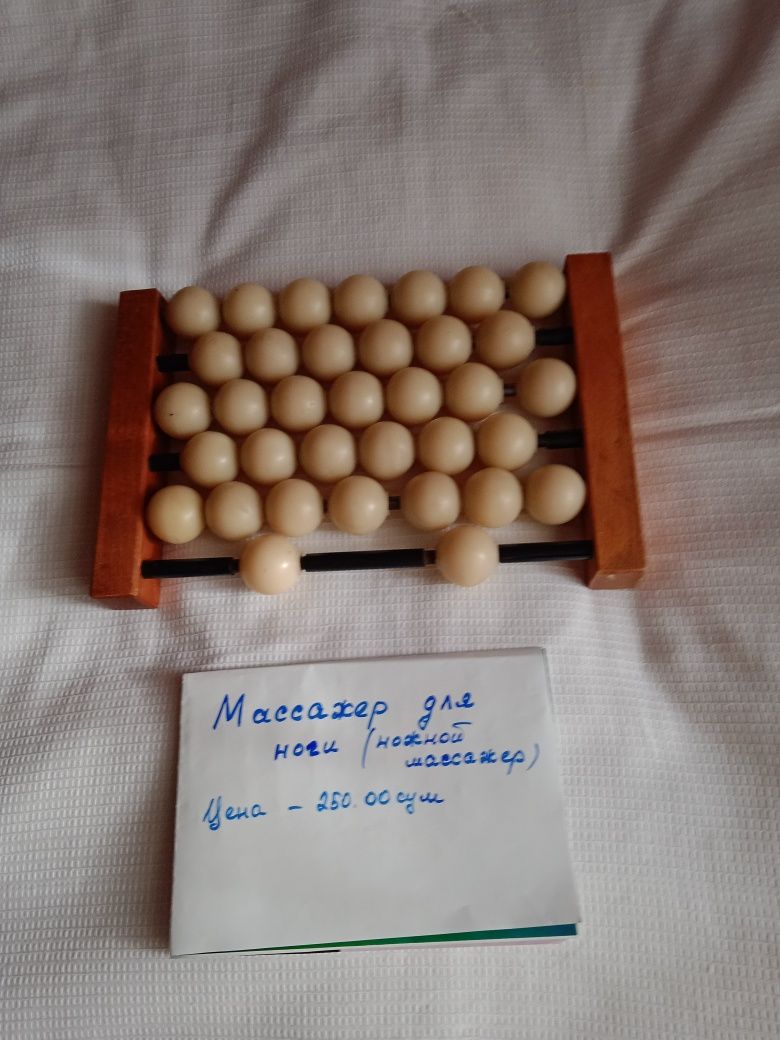 Массажер для
ноги (ножной
массажер)
Цена - 250.00 сум